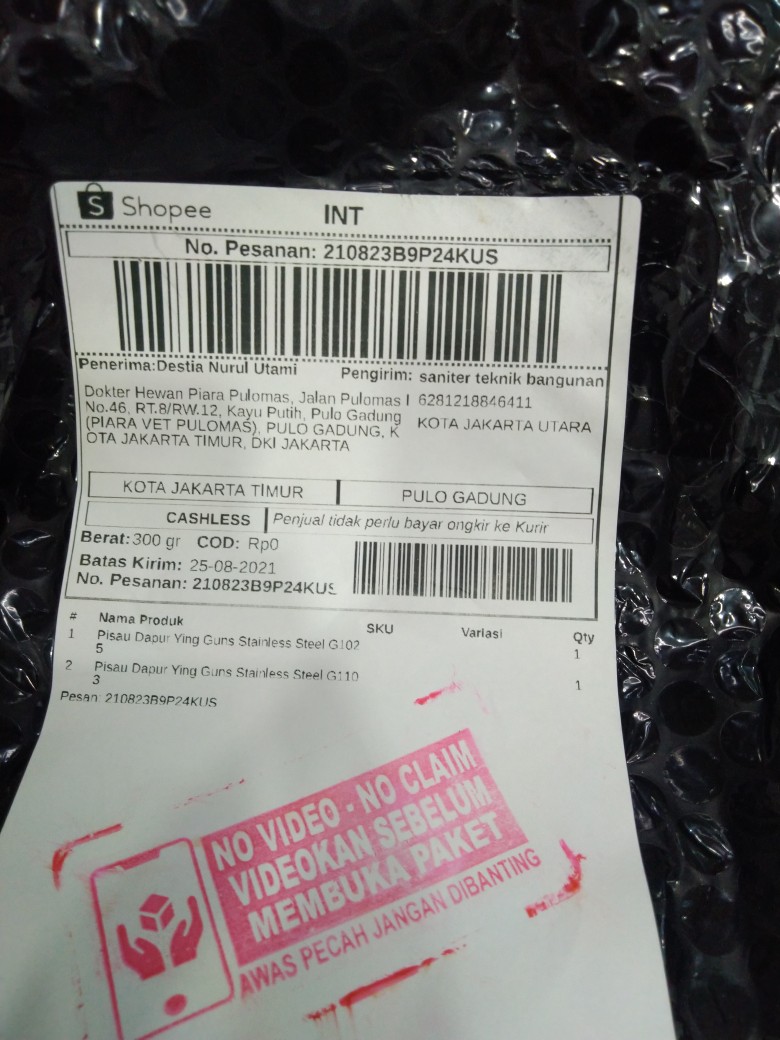 Shopee
INT
No. Pesanan: 210823B9P24KUS
Penerima:Destia Nurul Utami
Dokter Hewan Piara Pulomas, Jalan Pulomas I
No.46, RT.8/RW.12, Kayu Putih, Pulo Gadung
(PIARA VET PULOMAS), PULO GADUNG, K
OTA JAKARTA TIMUR, DKI JAKARTA
Pengirim: saniter teknik bangunan
6281218846411
KOTA JAKARTA UTARA
KOTA JAKARTA TIMUR
PULO GADUNG
CASHLESS
Penjual tidak perlu bayar ongkir ke Kurir
Berat:300 gr COD: Rp0
Batas Kirim: 25-08-2021
No. Pesanan: 210823B9P24KUS
# Nama Produk SKU Variasi Qty
1 Pisau Dapur Ying Guns Stainless Steel G102 1
5
2 Pisau Dapur Ying Guns Stainless Steel G110 1
3
Pesan: 210823B9P24KUS
NO VIDEO - NO CLAIM
VIDEOKAN SEBELUM
MEMBUKA PAKET
AWAS PECAH JANGAN DIBANTING